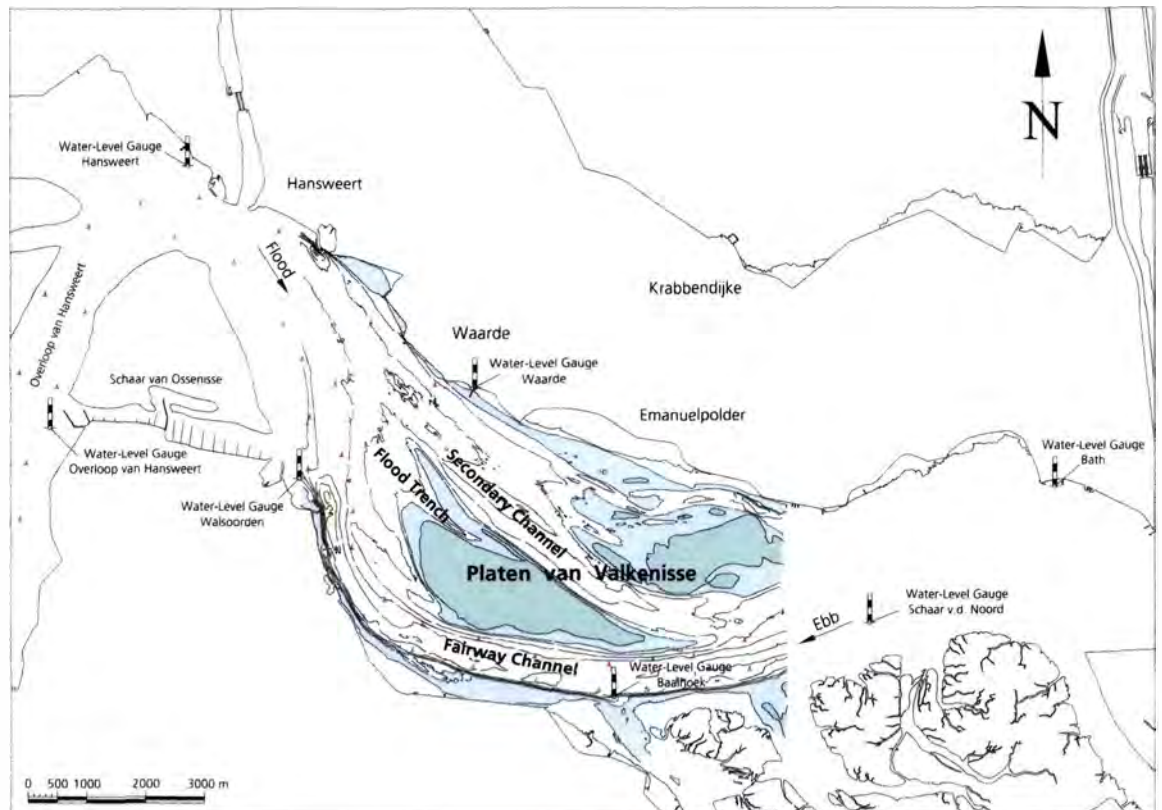 N
Water-Level Gauge
Hansweert
Hansweert
Flood
Krabbendijke
Overloop van Hansweert
Waarde
Water-Level Gauge
Waarde
Schaar van Ossenisse
Emanuelpolder
Water-Level Gauge
Bath
Water-Level Gauge
Overloop van Hansweert
Secondary Channel
Flood Trench
Water-Level Gauge
Walsoorden
Platen van Valkenisse
Water-Level Gauge
Schaar v.d. Noord
Ebb
Fairway Channel
Water-Level Gauge
Baalhoek
0 500 1000 2000 3000 m